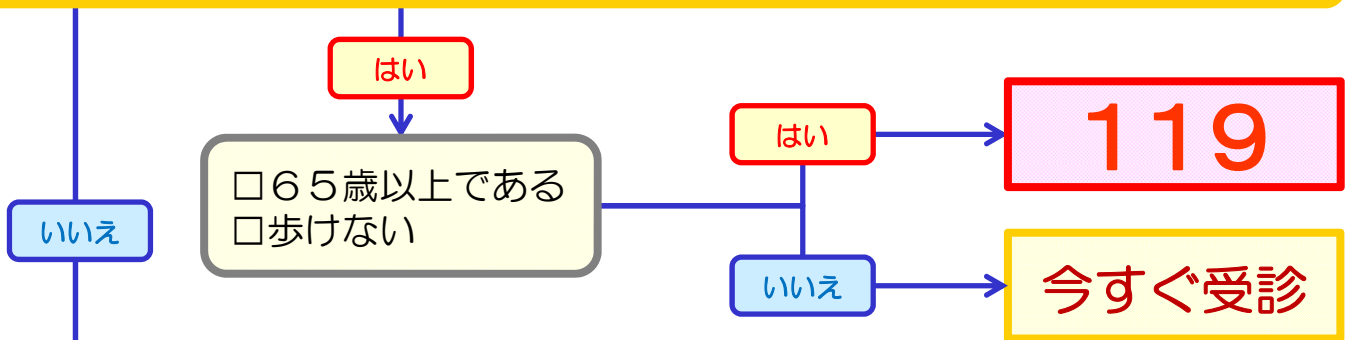 はい
はい
119
□65歳以上である
□歩けない
いいえ
いいえ
今すぐ受診